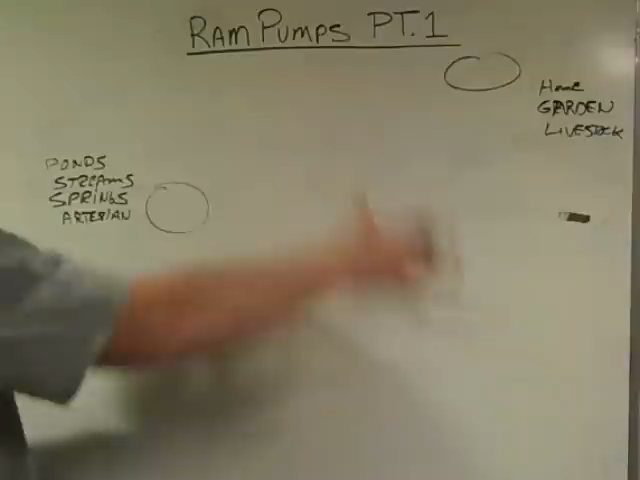 RAM PUMPS PT.1
Home
GARDEN
LIVESTOCK
PONDS
STREAMS
SPRINGS
ARTESIAN